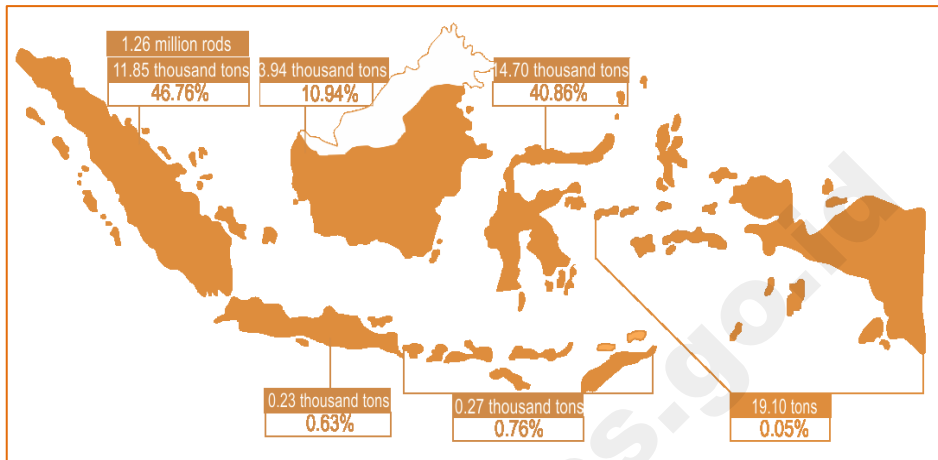 1.26 million rods
11.85 thousand tons
46.76%
3.94 thousand tons
10.94%
14.70 thousand tons
40.86%
0.23 thousand tons
0.63%
0.27 thousand tons
0.76%
19.10 tons
0.05%
s.go.id